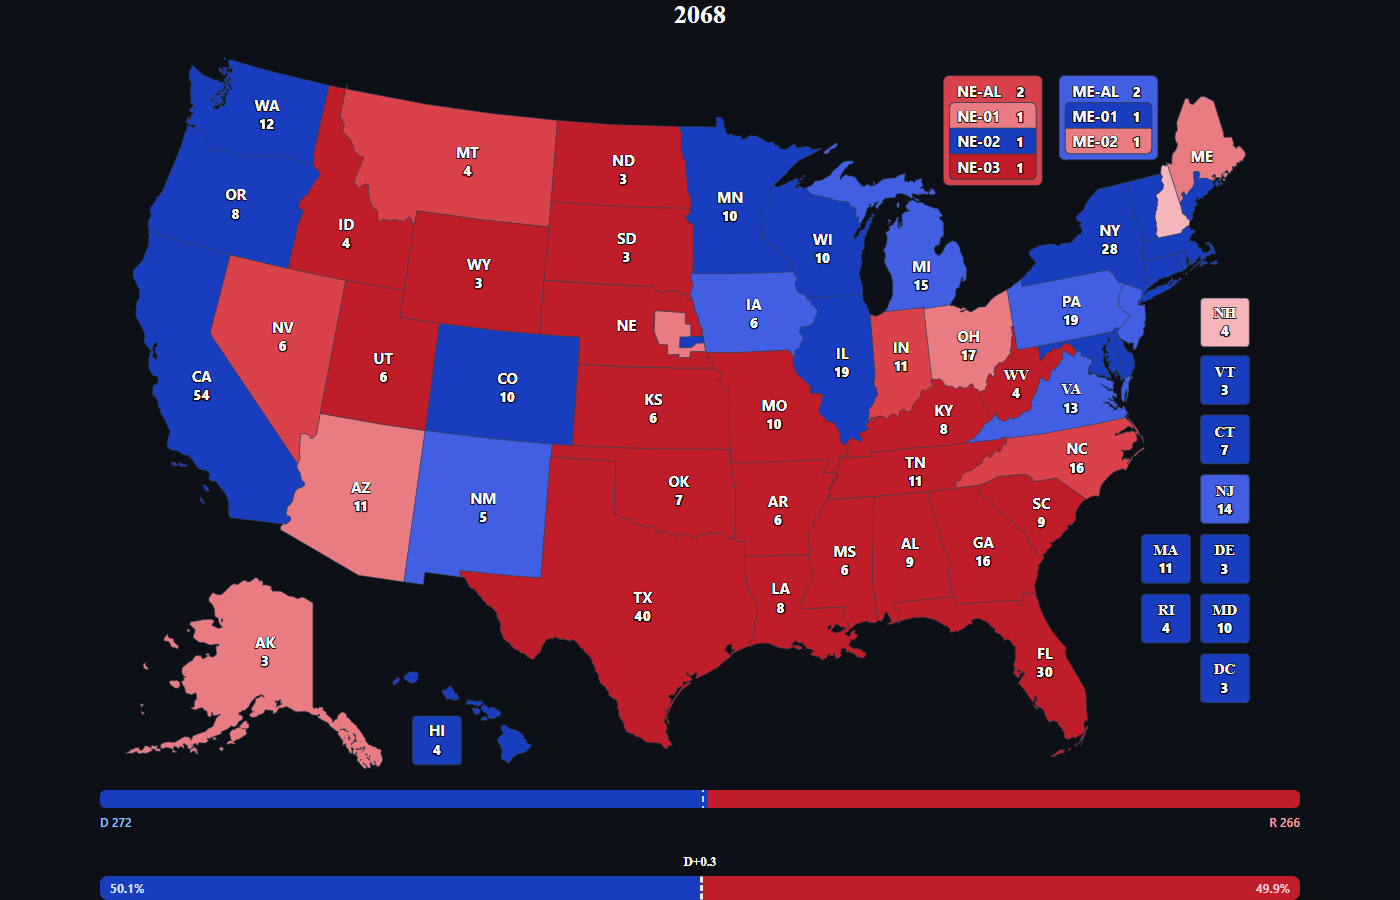 2068
WA
12
OR
8
CA
54
ID
4
NV
6
MT
4
WY
3
UT
6
AZ
11
CO
10
NM
5
ND
3
SD
3
NE
KS
6
OK
7
TX
40
MN
10
IA
6
MO
10
AR
6
LA
8
WI
10
IL
19
MI
15
IN
11
OH
17
KY
8
TN
11
MS
6
AL
9
GA
16
FL
30
SC
9
NC
16
VA
13
WV
4
PA
19
NY
28
ME
NE-AL 2
NE-01 1
NE-02 1
NE-03 1
ME-AL 2
ME-01 1
ME-02 1
NH
4
VT
3
CT
7
NJ
14
MA
11
DE
3
RI
4
MD
10
DC
3
AK
3
HI
4
D 272
R 266
D+0.3
50.1%
49.9%